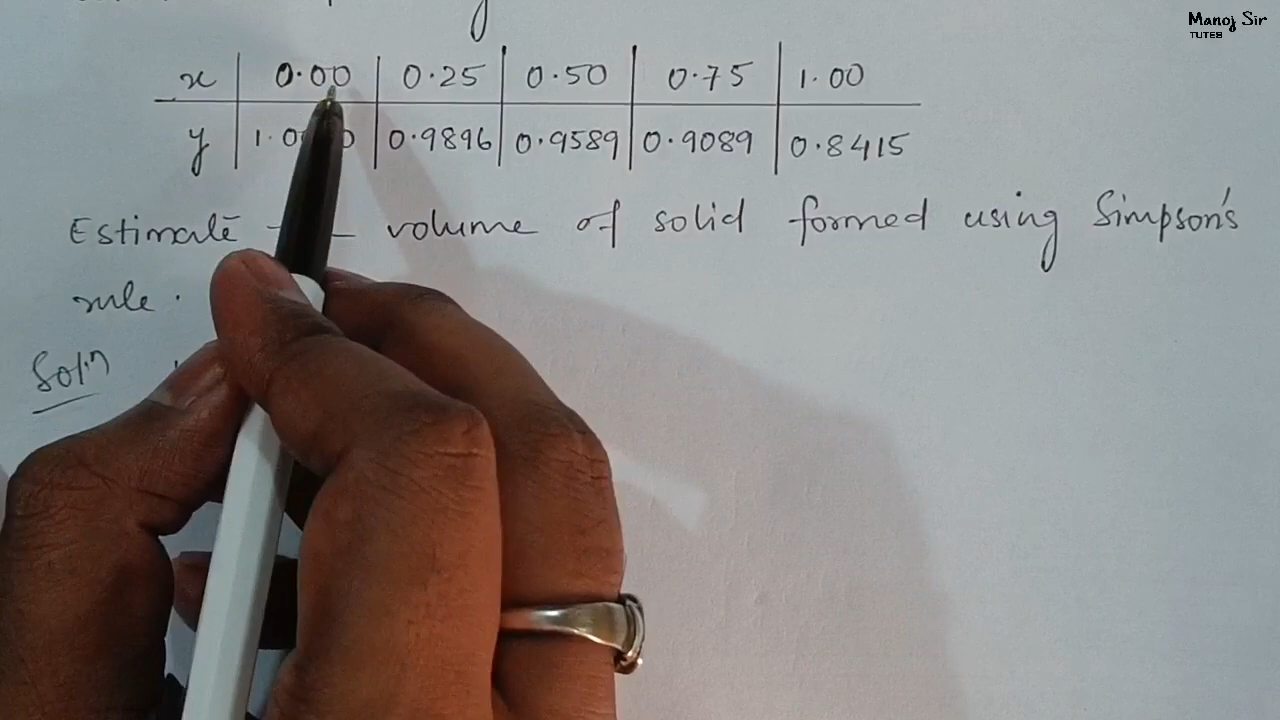 Manoj Sir
TUTES
x 0.00 0.25 0.50 0.75 1.00
y 0.9896 0.9589 0.9089 0.8415
Estimate volume of solid formed using Simpson's
rule.
Sol'n